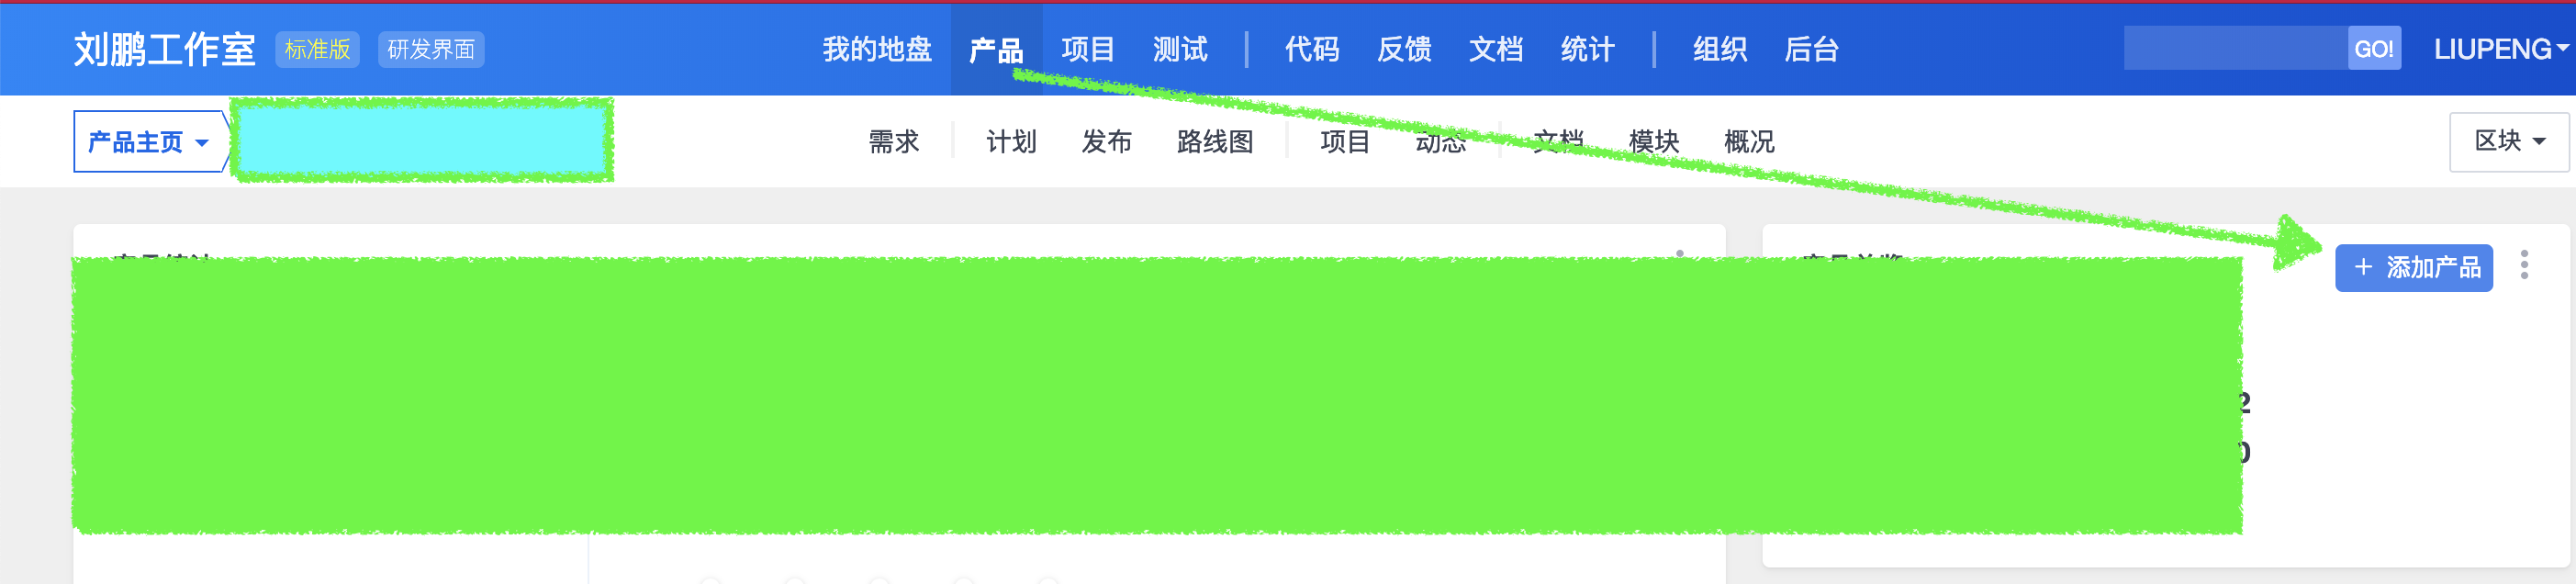 刘鹏工作室 标准版 研发界面 我的地盘 产品 项目 测试 代码 反馈 文档 统计 组织 后台 GO! LIUPENG
产品主页 需求 计划 发布 路线图 项目 动态 文档 模块 概况 区块
+ 添加产品
2
0